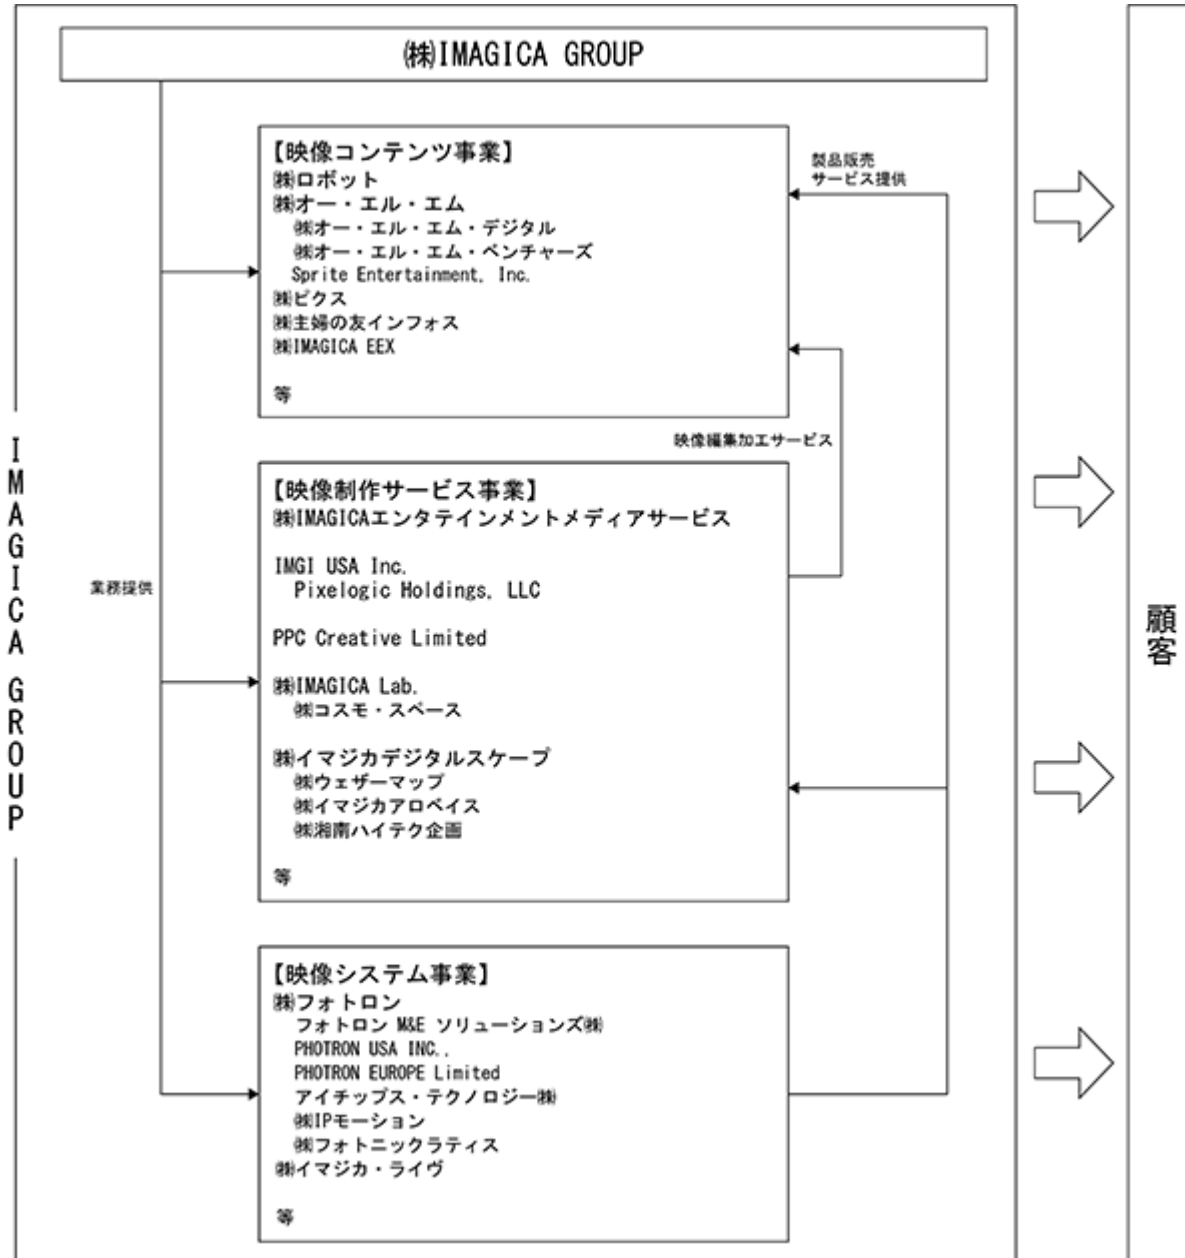 ㈱IMAGICA GROUP
【映像コンテンツ事業】
㈱ロボット
㈱オー・エル・エム
㈱オー・エル・エム・デジタル
㈱オー・エル・エム・ベンチャーズ
Sprite Entertainment, Inc.
㈱ピクス
㈱主婦の友インフォス
㈱IMAGICA EEX
等
製品販売
サービス提供
映像編集加工サービス
【映像制作サービス事業】
㈱IMAGICAエンタテインメントメディアサービス
IMGI USA Inc.
Pixelogic Holdings, LLC
PPC Creative Limited
㈱IMAGICA Lab.
㈱コスモ・スペース
㈱イマジカデジタルスケープ
㈱ウェザーマップ
㈱イマジカアロベイス
㈱湘南ハイテク企画
等
業務提供
IMAGICA GROUP
顧客
【映像システム事業】
㈱フォトロン
フォトロン M&E ソリューションズ㈱
PHOTRON USA INC.,
PHOTRON EUROPE Limited
アイチップス・テクノロジー㈱
㈱IPモーション
㈱フォトニックラティス
㈱イマジカ・ライヴ
等